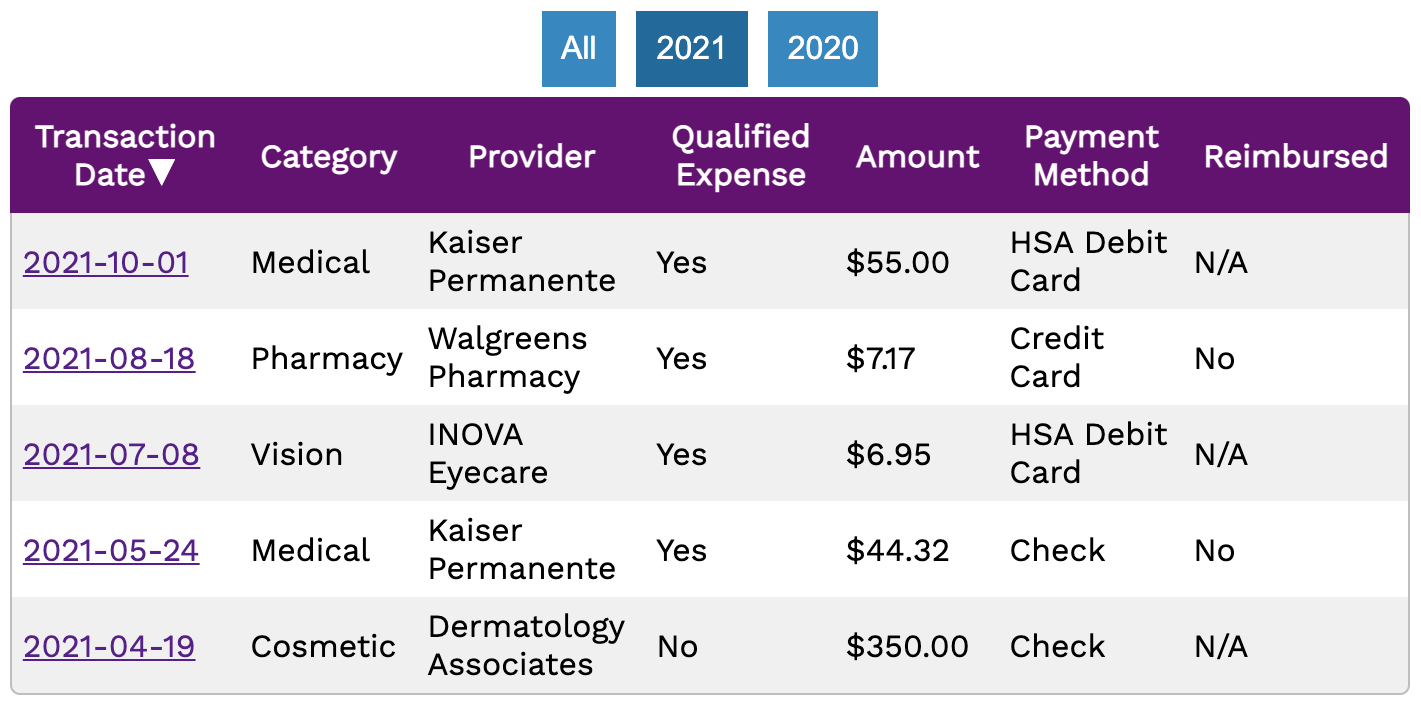 All 2021 2020
Transaction Date▼ Category Provider Qualified Expense Amount Payment Method Reimbursed
2021-10-01 Medical Kaiser Permanente Yes $55.00 HSA Debit Card N/A
2021-08-18 Pharmacy Walgreens Pharmacy Yes $7.17 Credit Card No
2021-07-08 Vision INOVA Eyecare Yes $6.95 HSA Debit Card N/A
2021-05-24 Medical Kaiser Permanente Yes $44.32 Check No
2021-04-19 Cosmetic Dermatology Associates No $350.00 Check N/A